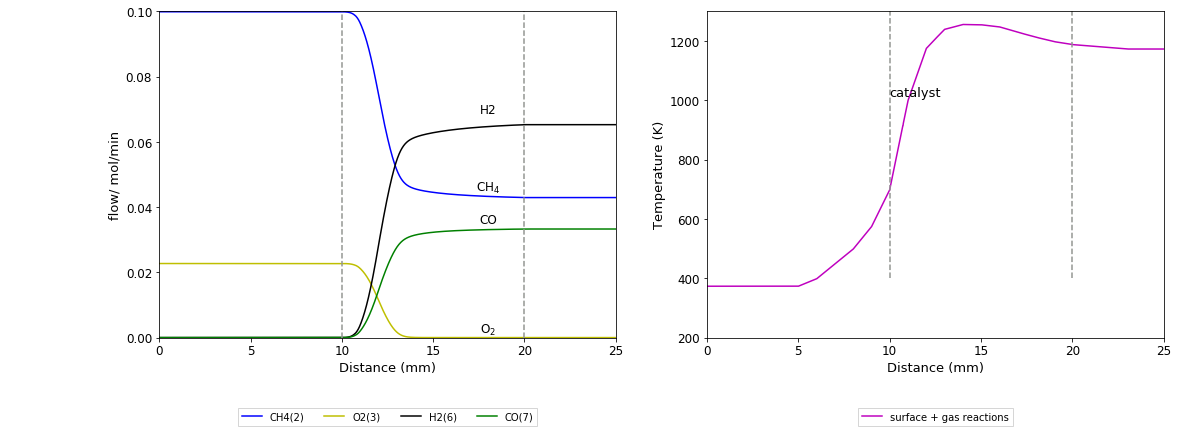 0.10
0.08
0.06
0.04
0.02
0.00
flow/ mol/min
H2
CH4
CO
O2
0 5 10 15 20 25
Distance (mm)
CH4(2) O2(3) H2(6) CO(7)
1200
1000
800
600
400
200
Temperature (K)
catalyst
0 5 10 15 20 25
Distance (mm)
surface + gas reactions